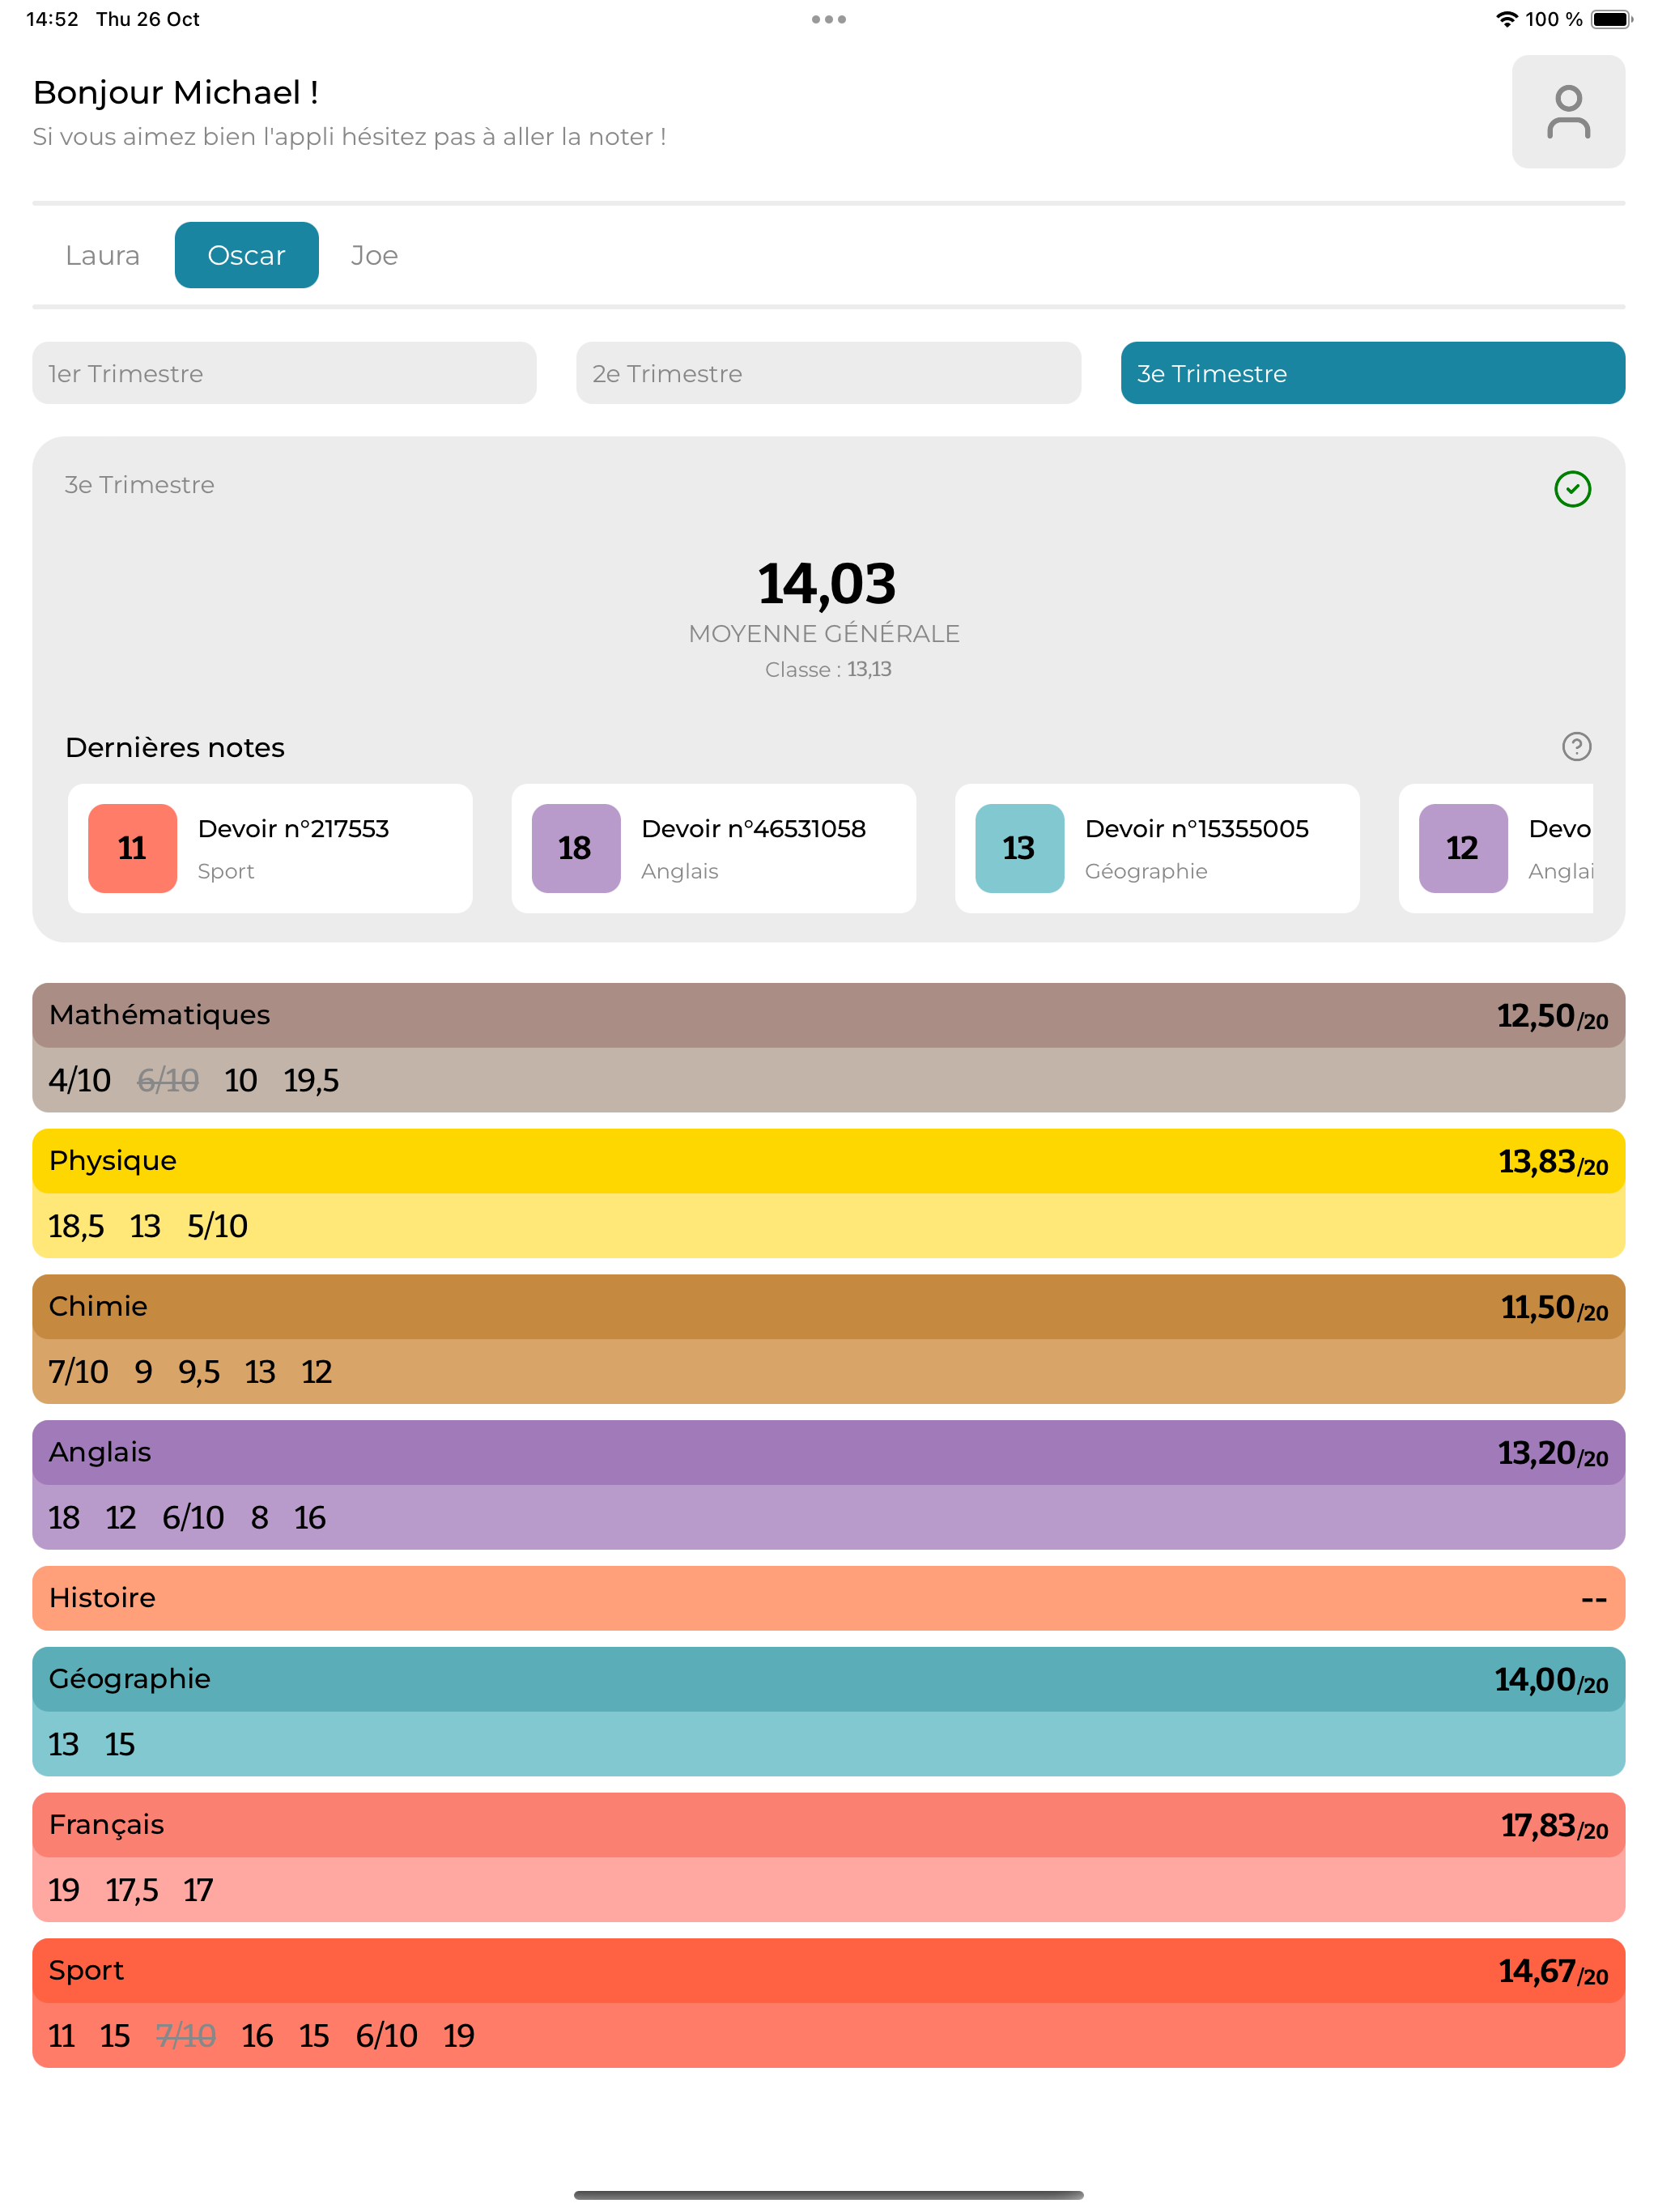 14:52 Thu 26 Oct 100 %
Bonjour Michael !
Si vous aimez bien l'appli hésitez pas à aller la noter !
Laura Oscar Joe
1er Trimestre 2e Trimestre 3e Trimestre
3e Trimestre
14,03
MOYENNE GÉNÉRALE
Classe : 13,13
Dernières notes
11 Devoir n°217553 18 Devoir n°46531058 13 Devoir n°15355005 12 Devo
Sport Anglais Géographie Anglai
Mathématiques 12,50/20
4/10 6/10 10 19,5
Physique 13,83/20
18,5 13 5/10
Chimie 11,50/20
7/10 9 9,5 13 12
Anglais 13,20/20
18 12 6/10 8 16
Histoire --
Géographie 14,00/20
13 15
Français 17,83/20
19 17,5 17
Sport 14,67/20
11 15 7/10 16 15 6/10 19